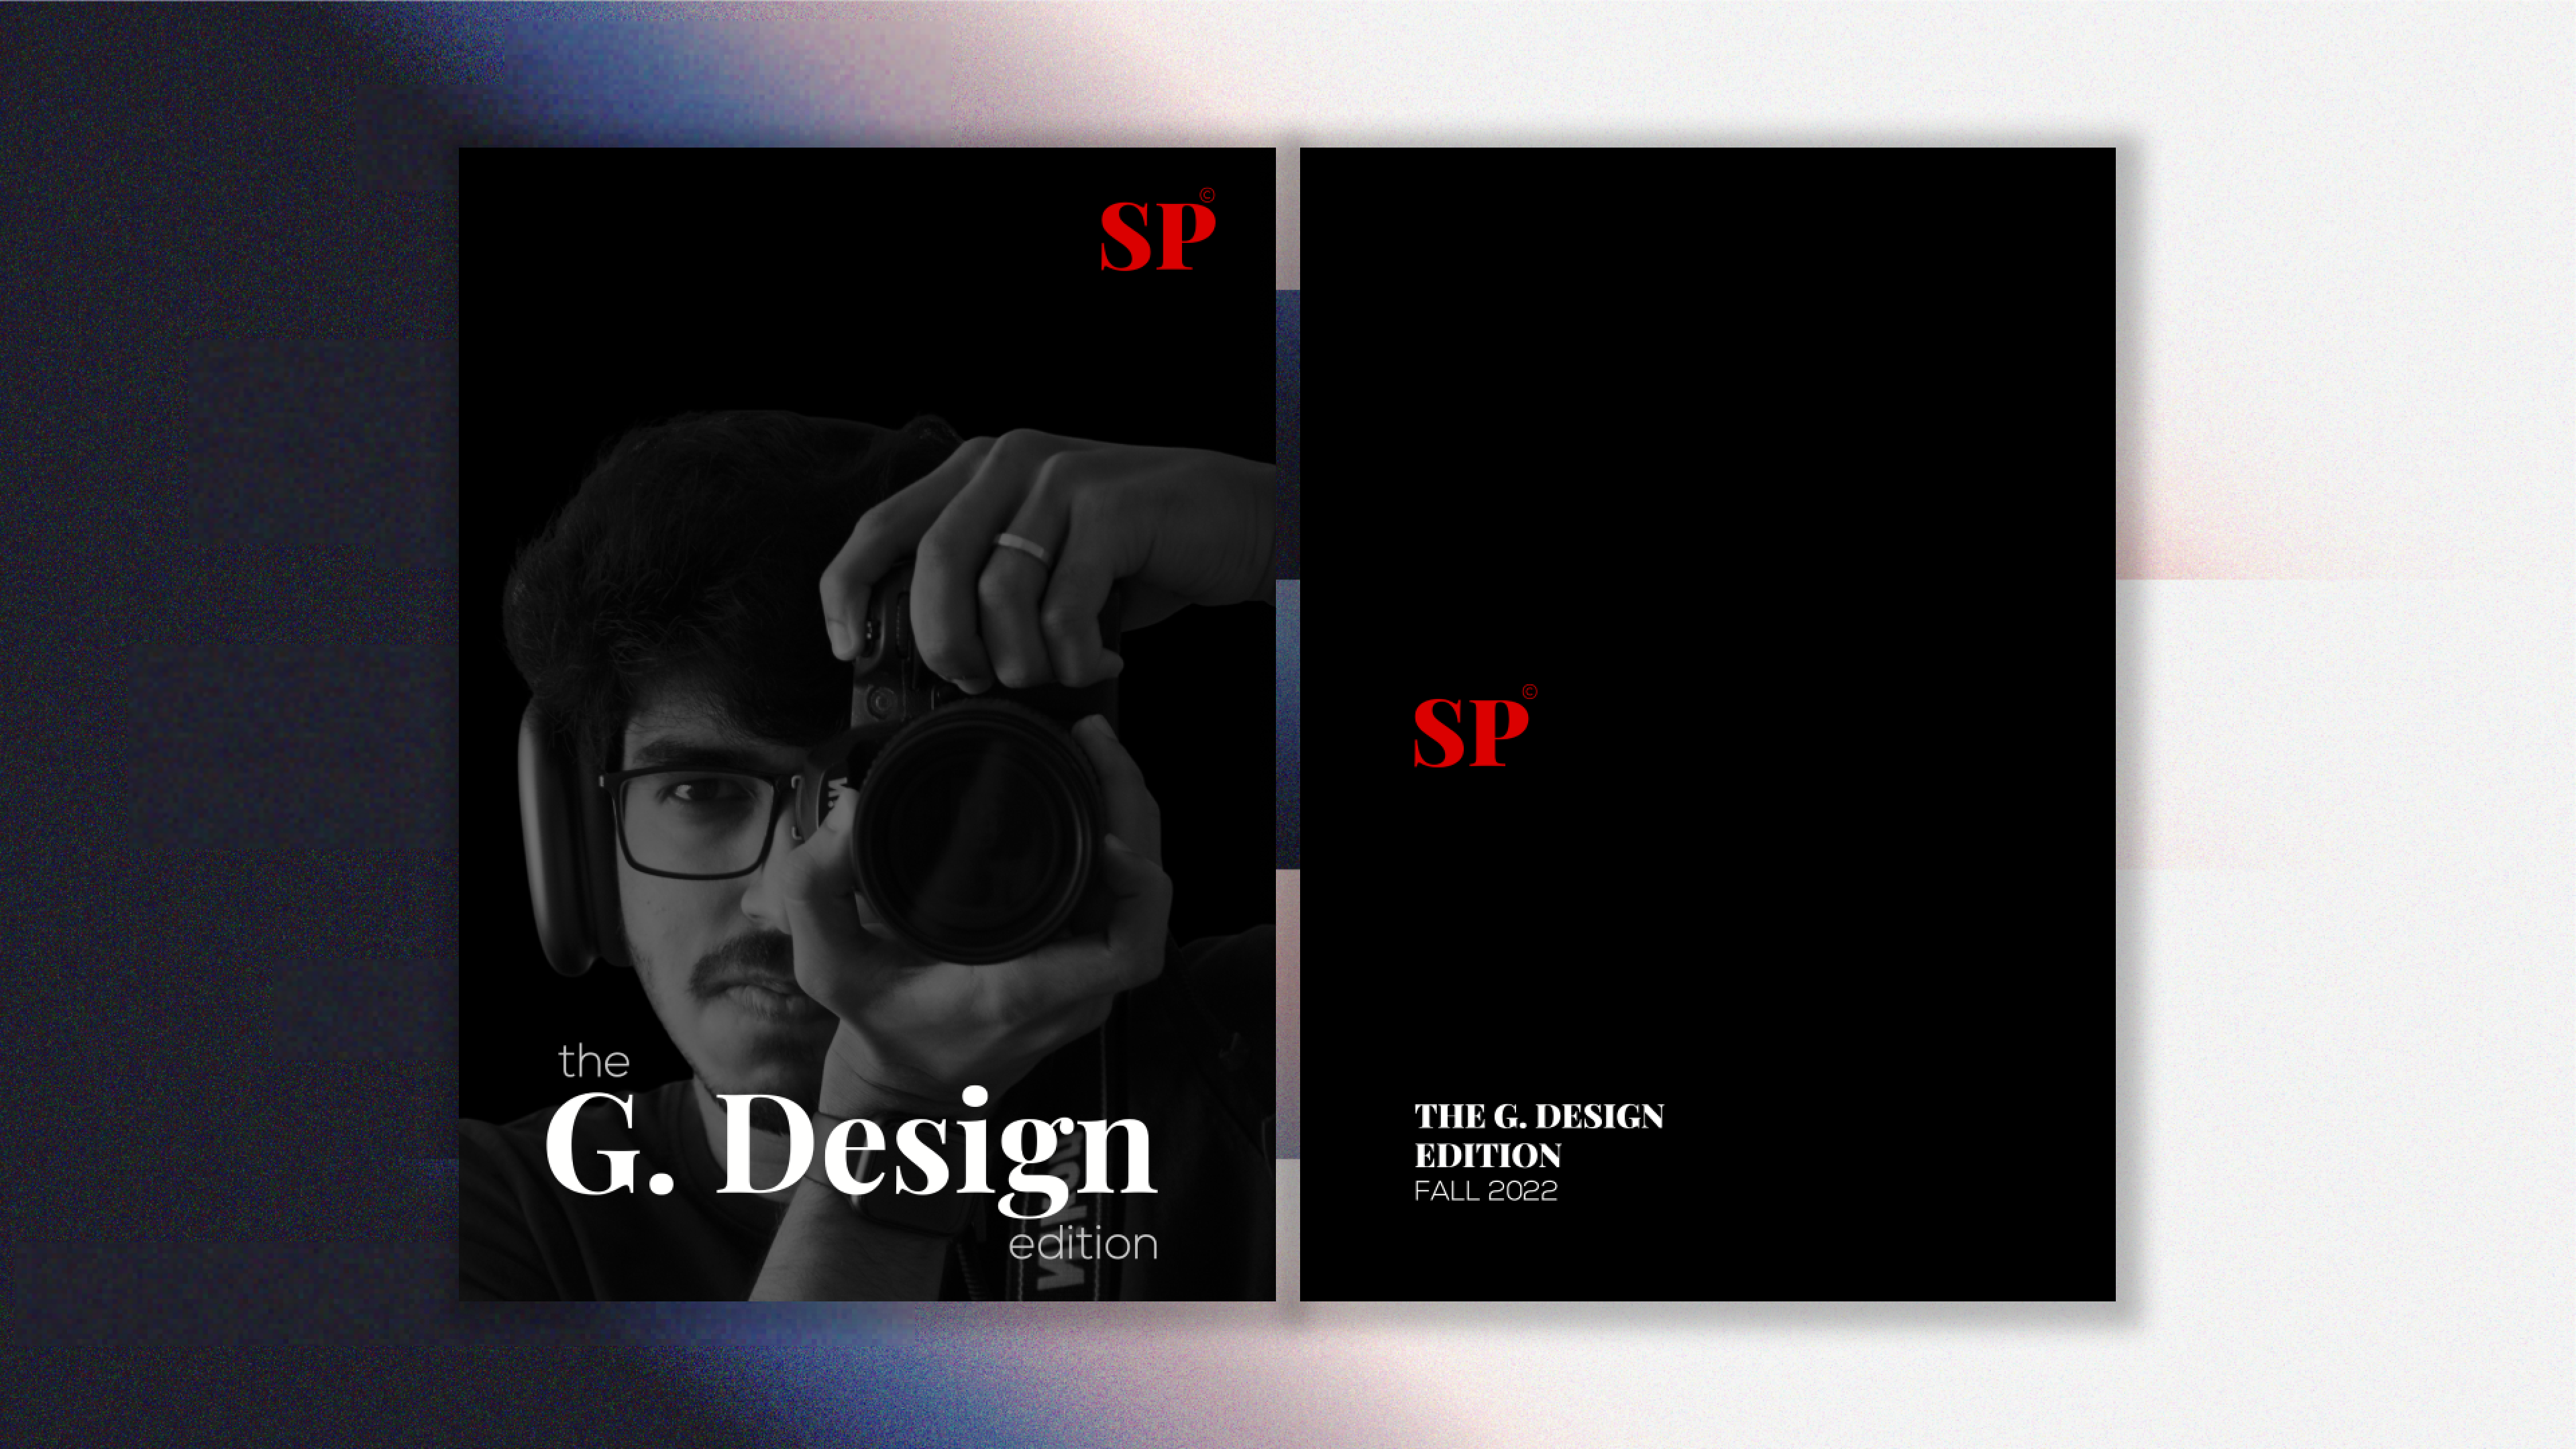 SP©
the
G. Design
edition
SP©
THE G. DESIGN
EDITION
FALL 2022